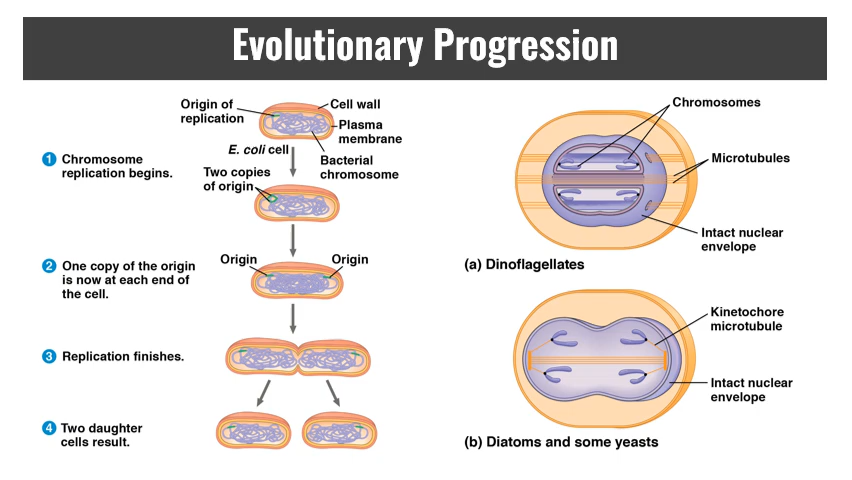 Evolutionary Progression
Origin of
replication
Cell wall
Plasma
membrane
E. coli cell
Bacterial
chromosome
1 Chromosome
replication begins.
Two copies
of origin
2 One copy of the origin
is now at each end of
the cell.
Origin
Origin
3 Replication finishes.
4 Two daughter
cells result.
Chromosomes
Microtubules
Intact nuclear
envelope
(a) Dinoflagellates
Kinetochore
microtubule
Intact nuclear
envelope
(b) Diatoms and some yeasts